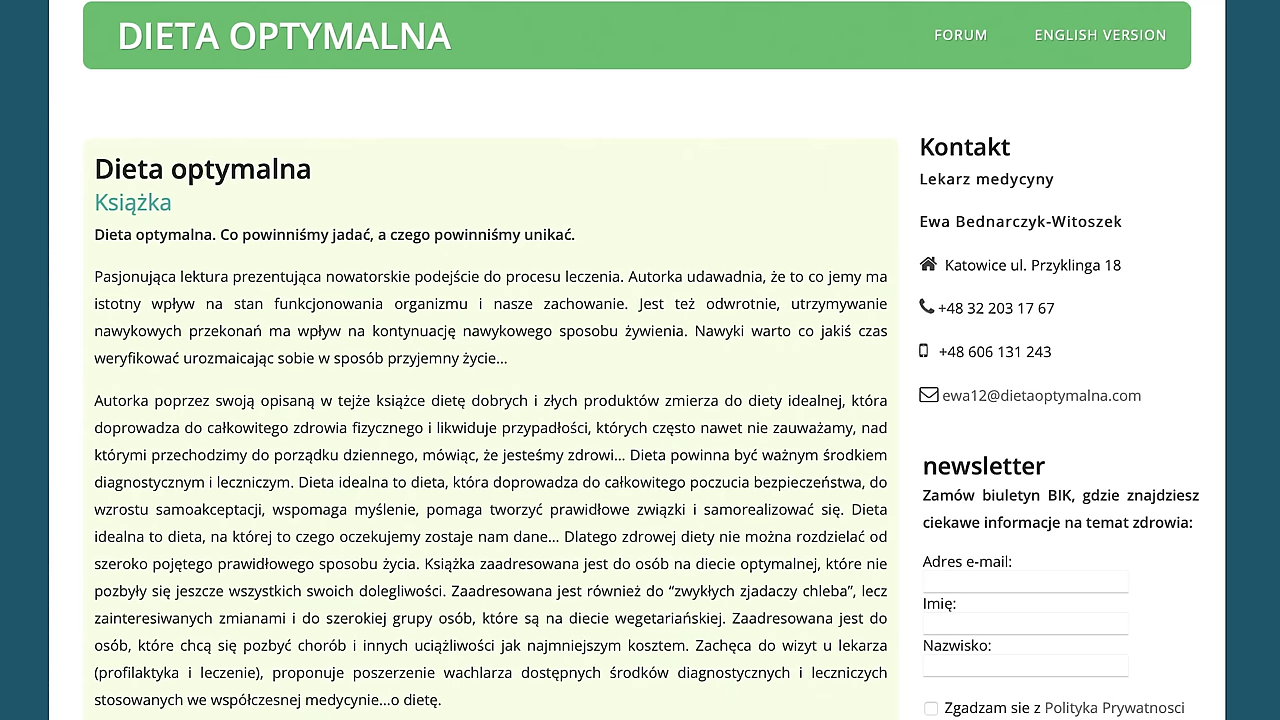 DIETA OPTYMALNA
FORUM
ENGLISH VERSION
Dieta optymalna
Książka
Dieta optymalna. Co powinniśmy jadać, a czego powinniśmy unikać.
Pasjonująca lektura prezentująca nowatorskie podejście do procesu leczenia. Autorka udawadnia, że to co jemy ma
istotny wpływ na stan funkcjonowania organizmu i nasze zachowanie. Jest też odwrotnie, utrzymywanie
nawykowych przekonań ma wpływ na kontynuację nawykowego sposobu żywienia. Nawyki warto co jakiś czas
weryfikować urozmaicając sobie w sposób przyjemny życie...
Autorka poprzez swoją opisaną w tejże książce dietę dobrych i złych produktów zmierza do diety idealnej, która
doprowadza do całkowitego zdrowia fizycznego i likwiduje przypadłości, których często nawet nie zauważamy, nad
którymi przechodzimy do porządku dziennego, mówiąc, że jesteśmy zdrowi... Dieta powinna być ważnym środkiem
diagnostycznym i leczniczym. Dieta idealna to dieta, która doprowadza do całkowitego poczucia bezpieczeństwa, do
wzrostu samoakceptacji, wspomaga myślenie, pomaga tworzyć prawidłowe związki i samorealizować się. Dieta
idealna to dieta, na której to czego oczekujemy zostaje nam dane... Dlatego zdrowej diety nie można rozdzielać od
szeroko pojętego prawidłowego sposobu życia. Książka zaadresowana jest do osób na diecie optymalnej, które nie
pozbyły się jeszcze wszystkich swoich dolegliwości. Zaadresowana jest również do “zwykłych zjadaczy chleba”, lecz
zainteresiwanych zmianami i do szerokiej grupy osób, które są na diecie wegetariańskiej. Zaadresowana jest do
osób, które chcą się pozbyć chorób i innych uciążliwości jak najmniejszym kosztem. Zachęca do wizyt u lekarza
(profilaktyka i leczenie), proponuje poszerzenie wachlarza dostępnych środków diagnostycznych i leczniczych
stosowanych we współczesnej medycynie...o dietę.
Kontakt
Lekarz medycyny
Ewa Bednarczyk-Witoszek
Katowice ul. Przyklinga 18
+48 32 203 17 67
+48 606 131 243
ewa12@dietaoptymalna.com
newsletter
Zamów biuletyn BIK, gdzie znajdziesz
ciekawe informacje na temat zdrowia:
Adres e-mail:
Imię:
Nazwisko:
Zgadzam sie z Polityka Prywatnosci